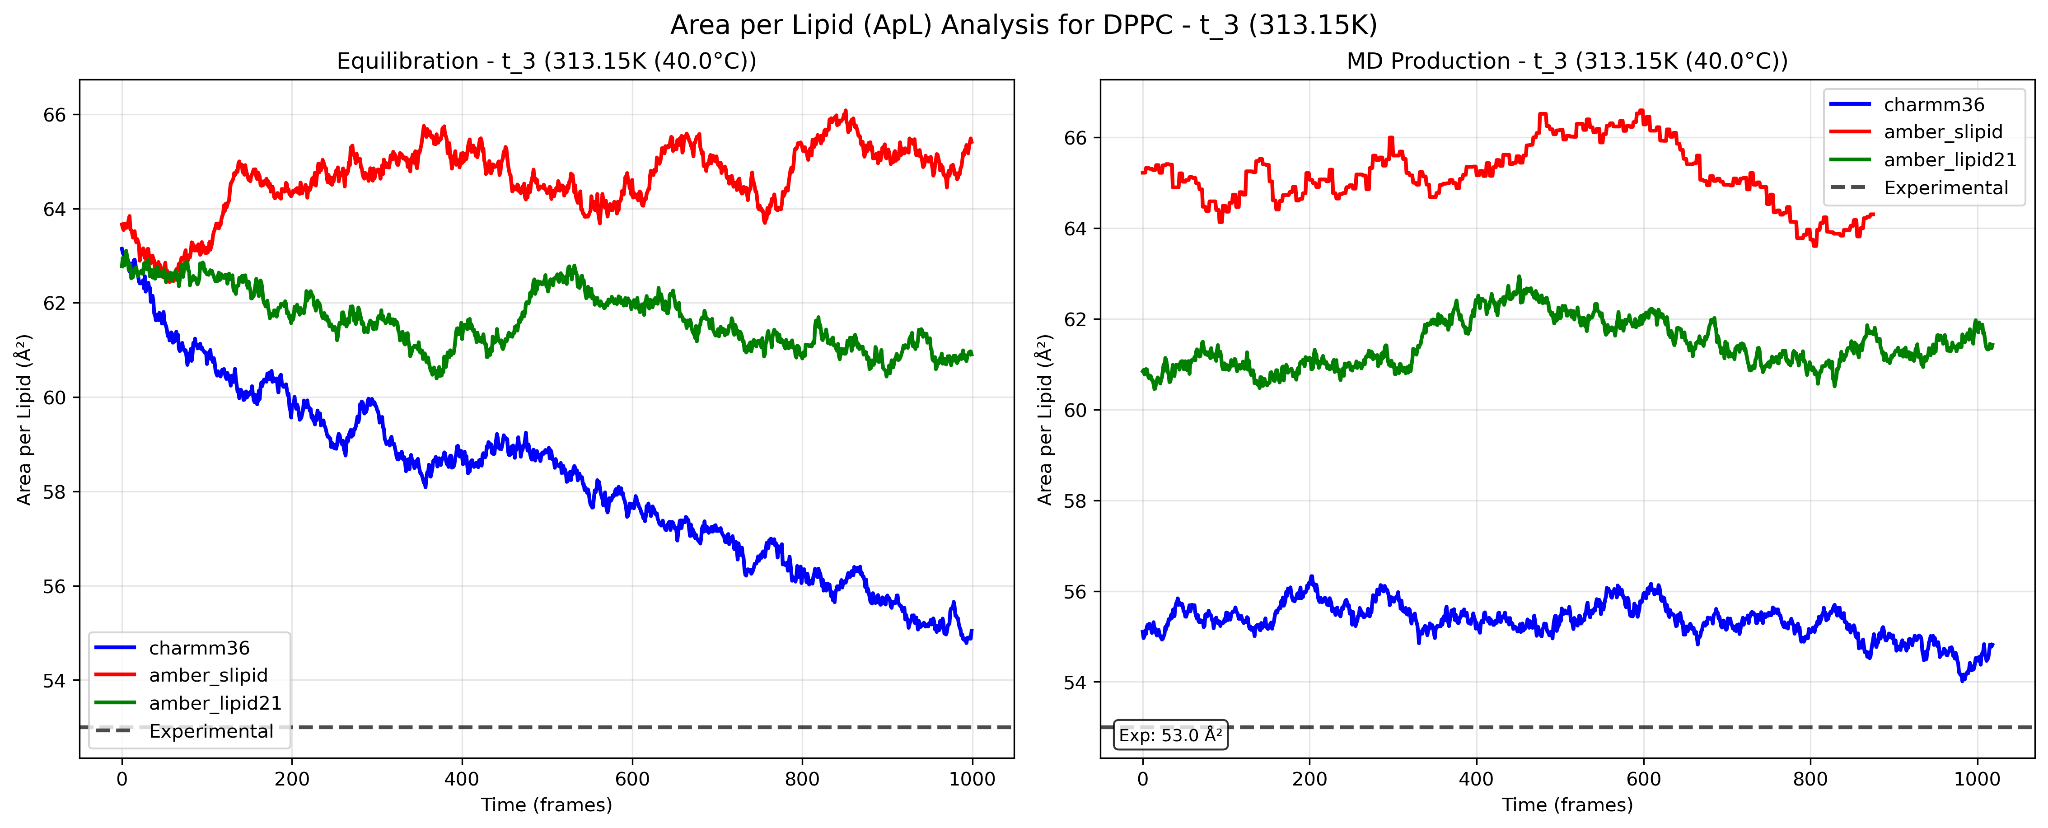 Area per Lipid (ApL) Analysis for DPPC - t_3 (313.15K)
Equilibration - t_3 (313.15K (40.0°C))
66
64
62
60
58
56
54
Area per Lipid (Å²)
charmm36
amber_slipid
amber_lipid21
Experimental
0
200
400
600
800
1000
Time (frames)
MD Production - t_3 (313.15K (40.0°C))
66
64
62
60
58
56
54
Area per Lipid (Å²)
charmm36
amber_slipid
amber_lipid21
Experimental
Exp: 53.0 Å²
0
200
400
600
800
1000
Time (frames)